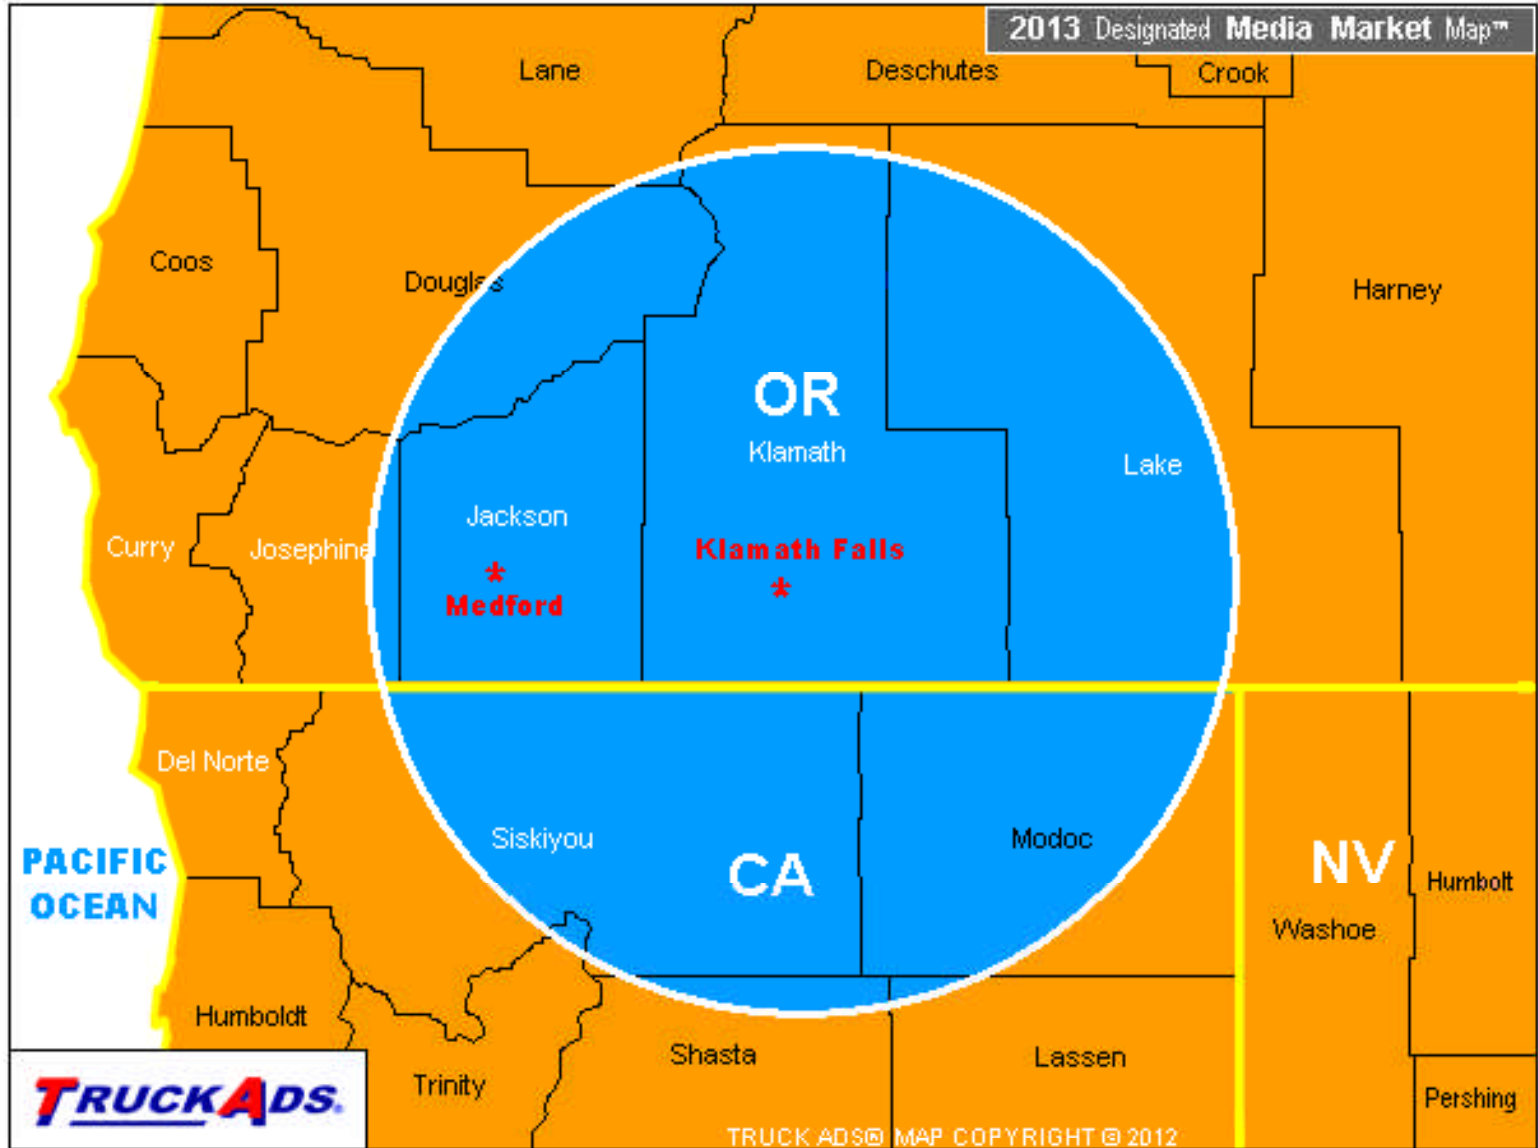 2013 Designated Media Market Map™
Lane
Deschutes
Crook
Coos
Douglas
Harney
OR
Klamath
Lake
Jackson
Curry
Josephine
Klamath Falls
*
*
Medford
Del Norte
Siskiyou
Modoc
PACIFIC
OCEAN
CA
NV
Humbolt
Washoe
Humboldt
Shasta
Lassen
Trinity
Pershing
TRUCKADS.
TRUCK ADS® MAP COPYRIGHT © 2012